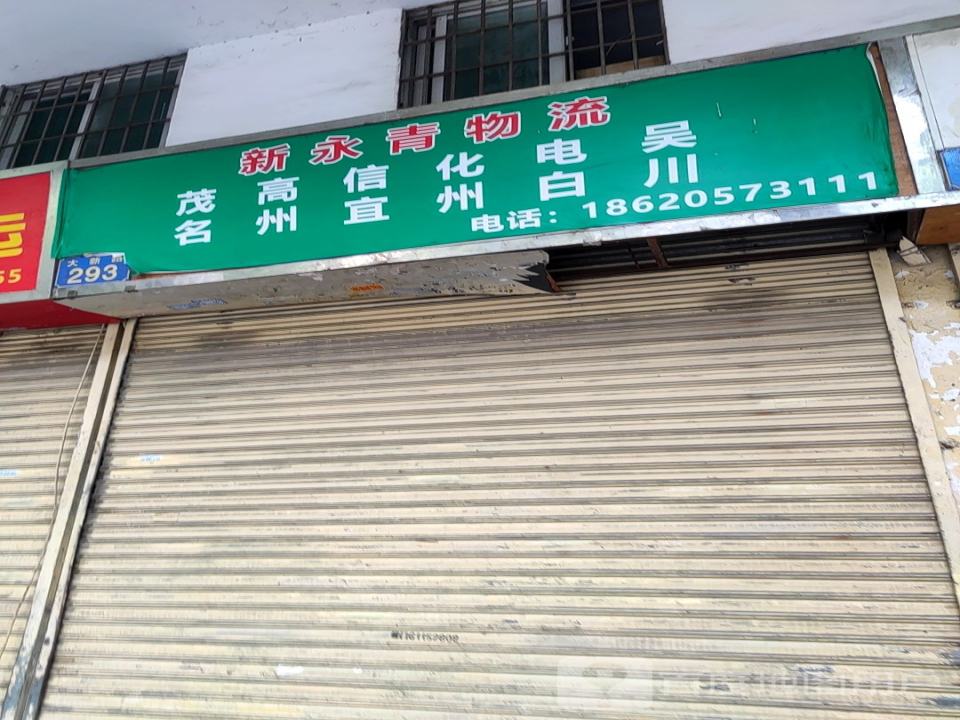 新永青物流
茂名 高州 信宜 化州 电白 吴川
电话：18620573111
大新路
293